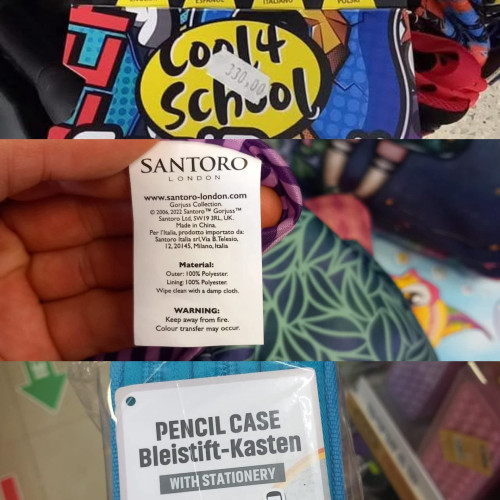 ESPAÑOL
ITALIANO
POLSKI
Cool 4
School
330,00
SANTORO
LONDON
www.santoro-london.com
Gorjuss Collection.
© 2006, 2022 Santoro™ Gorjuss™
Santoro Ltd, SW19 3RL, UK.
Made in China.
Per l'Italia, prodotto importato da:
Santoro Italia srl, Via B.Telesio,
12, 20145, Milano, Italia
Material:
Outer: 100% Polyester.
Lining: 100% Polyester.
Wipe clean with a damp cloth.
WARNING:
Keep away from fire.
Colour transfer may occur.
PENCIL CASE
Bleistift-Kasten
WITH STATIONERY